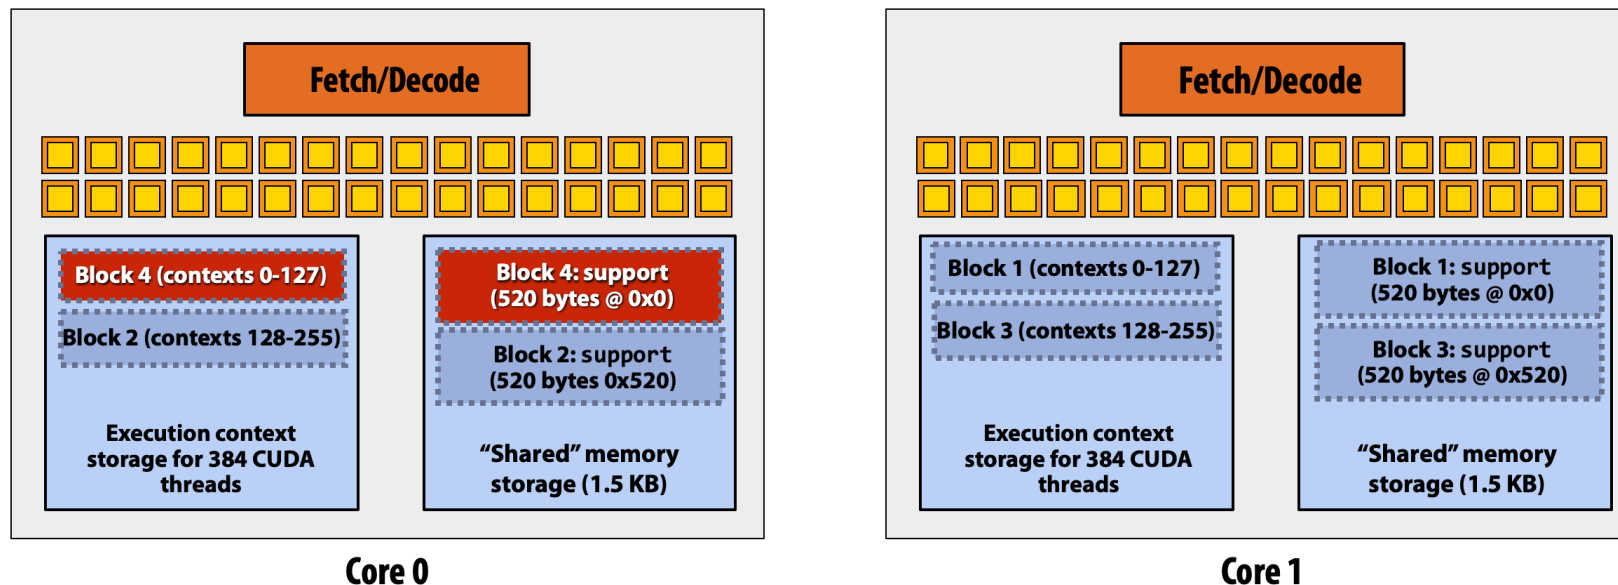 Fetch/Decode
Block 4 (contexts 0-127)
Block 2 (contexts 128-255)
Execution context
storage for 384 CUDA
threads
Block 4: support
(520 bytes @ 0x0)
Block 2: support
(520 bytes 0x520)
“Shared” memory
storage (1.5 KB)
Core 0
Fetch/Decode
Block 1 (contexts 0-127)
Block 3 (contexts 128-255)
Execution context
storage for 384 CUDA
threads
Block 1: support
(520 bytes @ 0x0)
Block 3: support
(520 bytes @ 0x520)
“Shared” memory
storage (1.5 KB)
Core 1